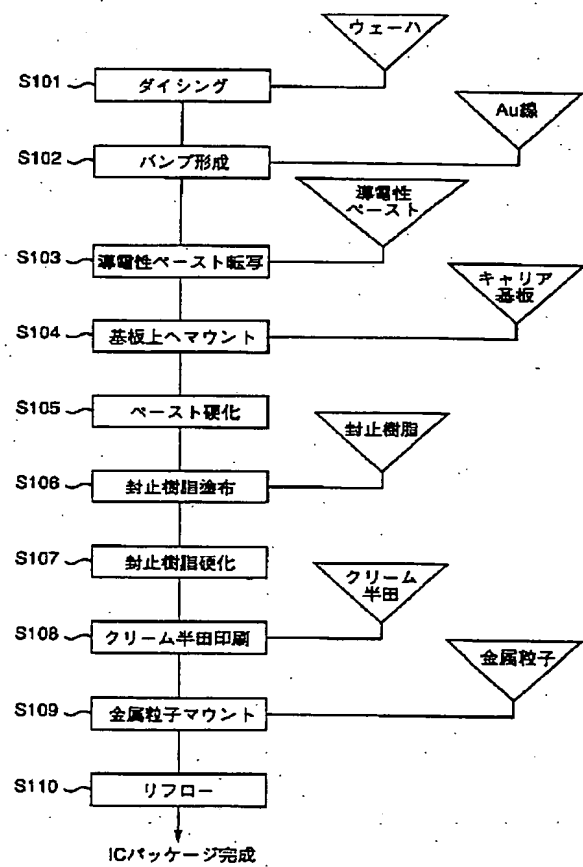 ウェーハ
S101
ダイシング
Au線
S102
バンプ形成
導電性
ペースト
S103
導電性ペースト転写
キャリア
基板
S104
基板上へマウント
S105
ペースト硬化
封止樹脂
S106
封止樹脂塗布
S107
封止樹脂硬化
クリーム
半田
S108
クリーム半田印刷
金属粒子
S109
金属粒子マウント
S110
リフロー
ICパッケージ完成